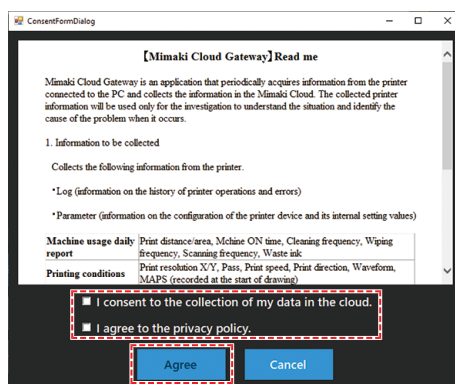 ConsentFormDialog
【Mimaki Cloud Gateway】Read me
Mimaki Cloud Gateway is an application that periodically acquires information from the printer
connected to the PC and collects the information in the Mimaki Cloud. The collected printer
information will be used only for the investigation to understand the situation and identify the
cause of the problem when it occurs.
1. Information to be collected
Collects the following information from the printer.
・Log (information on the history of printer operations and errors)
・Parameter (information on the configuration of the printer device and its internal setting values)
Machine usage daily report
Print distance/area, Mchine ON time, Cleaning frequency, Wiping
frequency, Scanning frequency, Waste ink
Printing conditions
Print resolution X/Y, Pass, Print speed, Print direction, Waveform,
MAPS (recorded at the start of drawing)
I consent to the collection of my data in the cloud.
I agree to the privacy policy.
Agree
Cancel